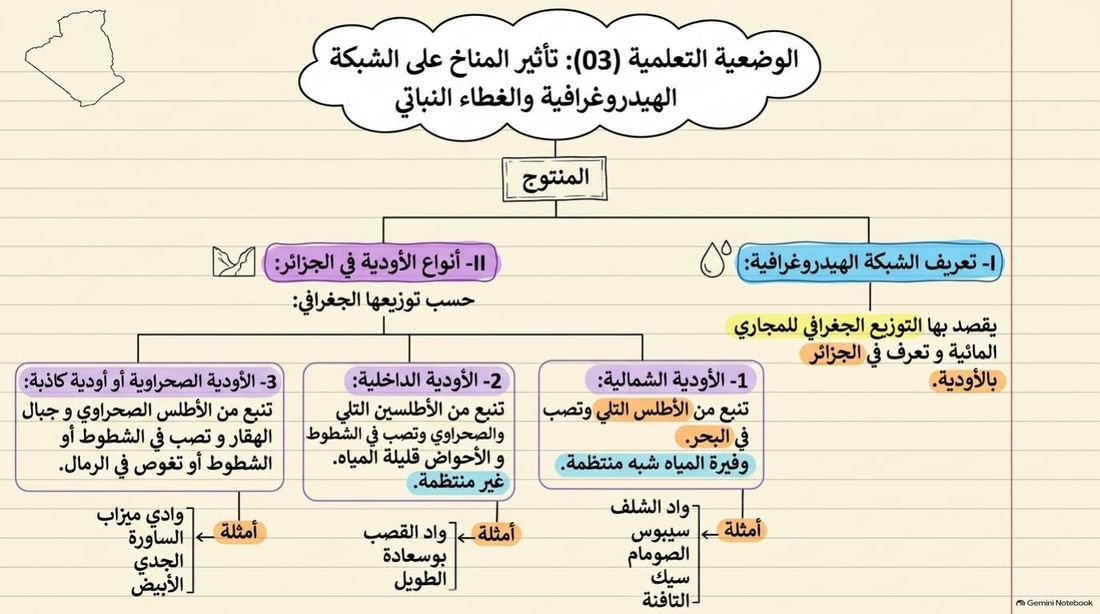 الوضعية التعلمية (03): تأثير المناخ على الشبكة
الهيدروغرافية والغطاء النباتي
المنتوج
I- تعريف الشبكة الهيدروغرافية:
يقصد بها التوزيع الجغرافي للمجاري
المائية و تعرف في الجزائر
بالأودية.
II- أنواع الأودية في الجزائر:
حسب توزيعها الجغرافي:
1- الأودية الشمالية:
تنبع من الأطلس التلي وتصب
في البحر.
وفيرة المياه شبه منتظمة.
أمثلة
واد الشلف
سيبوس
الصومام
سيك
التافنة
2- الأودية الداخلية:
تنبع من الأطلسين التلي
والصحراوي وتصب في الشطوط
و الأحواض قليلة المياه.
غير منتظمة.
أمثلة
واد القصب
بوسعادة
الطويل
3- الأودية الصحراوية أو أودية كاذبة:
تنبع من الأطلس الصحراوي و جبال
الهقار و تصب في الشطوط أو
الشطوط أو تغوص في الرمال.
أمثلة
وادي ميزاب
الساورة
الجدي
الأبيض
Gemini Notebook